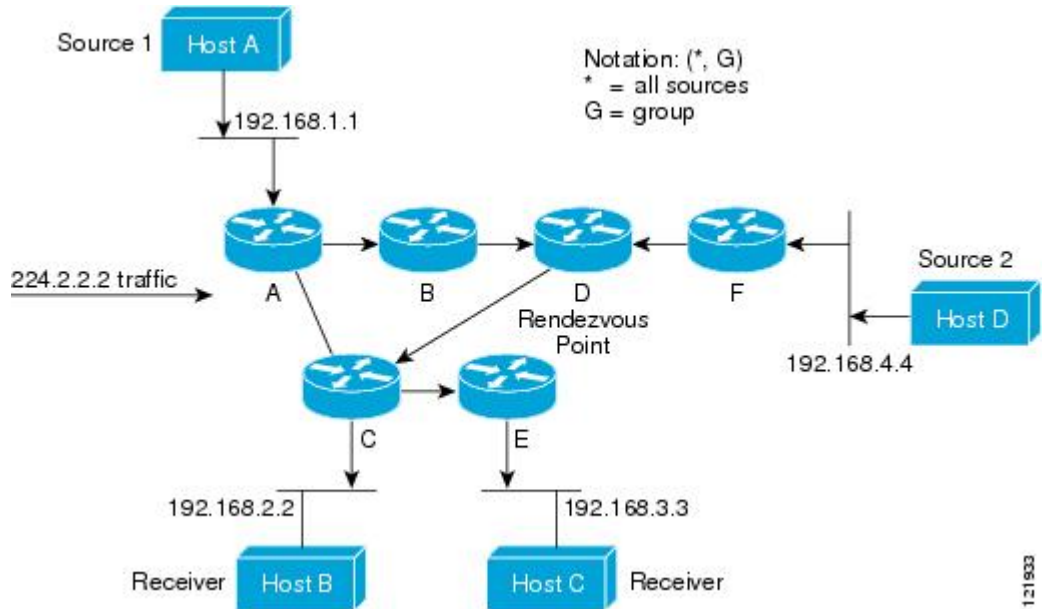 Source 1
Host A
Notation: (*, G)
* = all sources
G = group
192.168.1.1
224.2.2.2 traffic
A
B
D
F
Rendezvous
Point
Source 2
Host D
192.168.4.4
C
E
192.168.2.2
192.168.3.3
Receiver
Host B
Host C
Receiver
121933